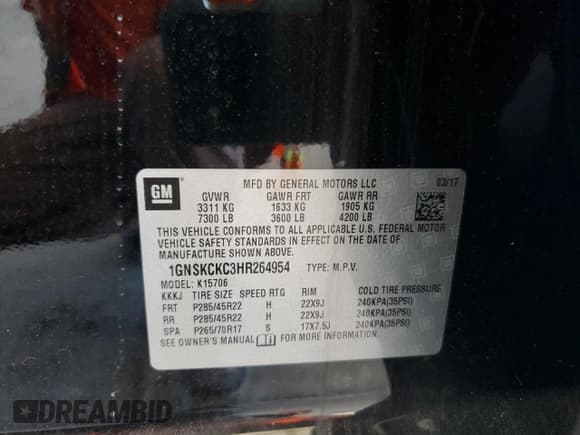 GM
MFD BY GENERAL MOTORS LLC 03/17
GVWR GAWR FRT GAWR RR
3311 KG 1633 KG 1905 KG
7300 LB 3600 LB 4200 LB
THIS VEHICLE CONFORMS TO ALL APPLICABLE U.S. FEDERAL MOTOR
VEHICLE SAFETY STANDARDS IN EFFECT ON THE DATE OF
MANUFACTURE SHOWN ABOVE.
1GNSKCKC3HR264954 TYPE: M.P.V.
MODEL: K15706
KKKJ TIRE SIZE SPEED RTG RIM COLD TIRE PRESSURE
FRT P285/45R22 H 22X9J 240KPA(35PSI)
RR P285/45R22 H 22X9J 240KPA(35PSI)
SPA P265/70R17 S 17X7.5J 240KPA(35PSI)
SEE OWNER'S MANUAL FOR MORE INFORMATION.
DREAMBID